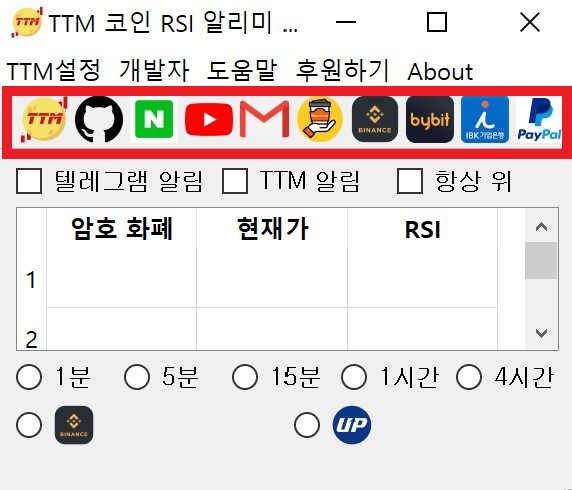 TTM 코인 RSI 알리미 ...
TTM설정 개발자 도움말 후원하기 About
TTM N BINANCE bybit i IBK기업은행 PayPal
텔레그램 알림 TTM 알림 항상 위
암호 화폐 현재가 RSI
1
2
1분 5분 15분 1시간 4시간
BINANCE UP